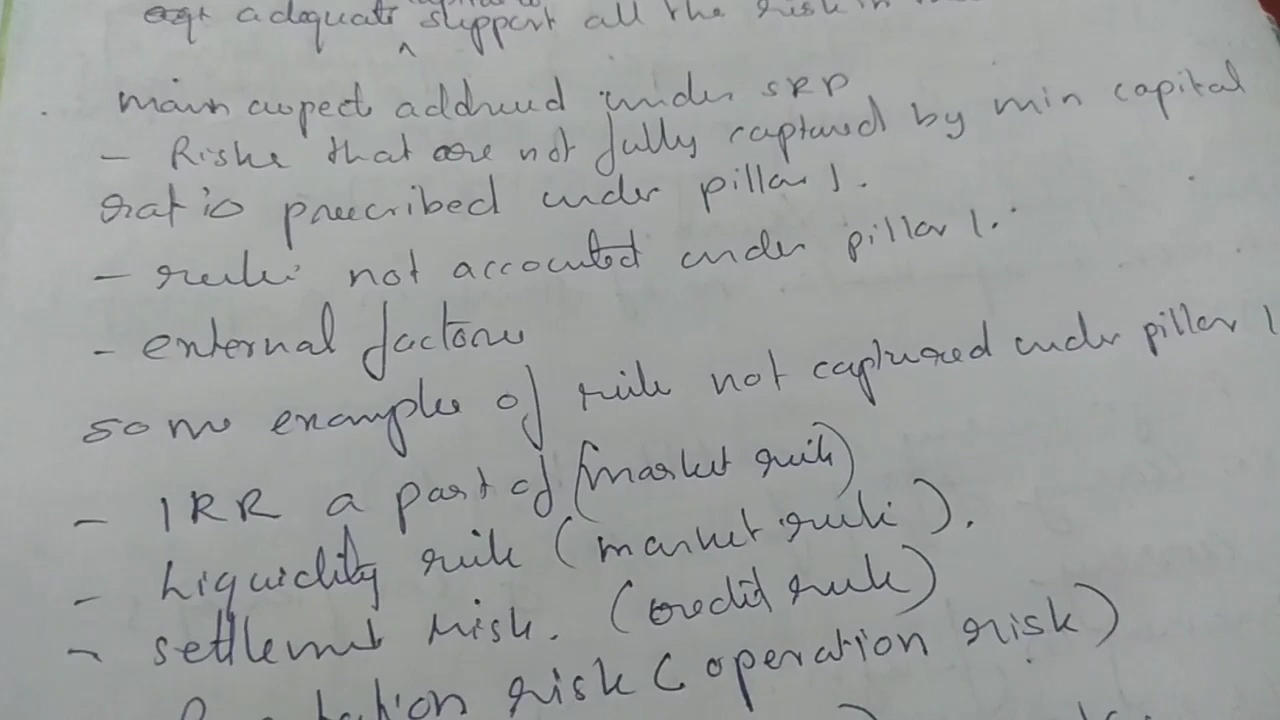 adequate support all the risk in
main aspect addressed under SRP
- Risks that are not fully captured by min capital
ratio prescribed under pillar 1.
- risks not accounted under pillar 1.
- external factors
some examples of risk not captured under pillar 1
- IRR a part of (market risk)
- Liquidity risk (market risk).
- settlement risk. (credit risk)
risk (operation risk)